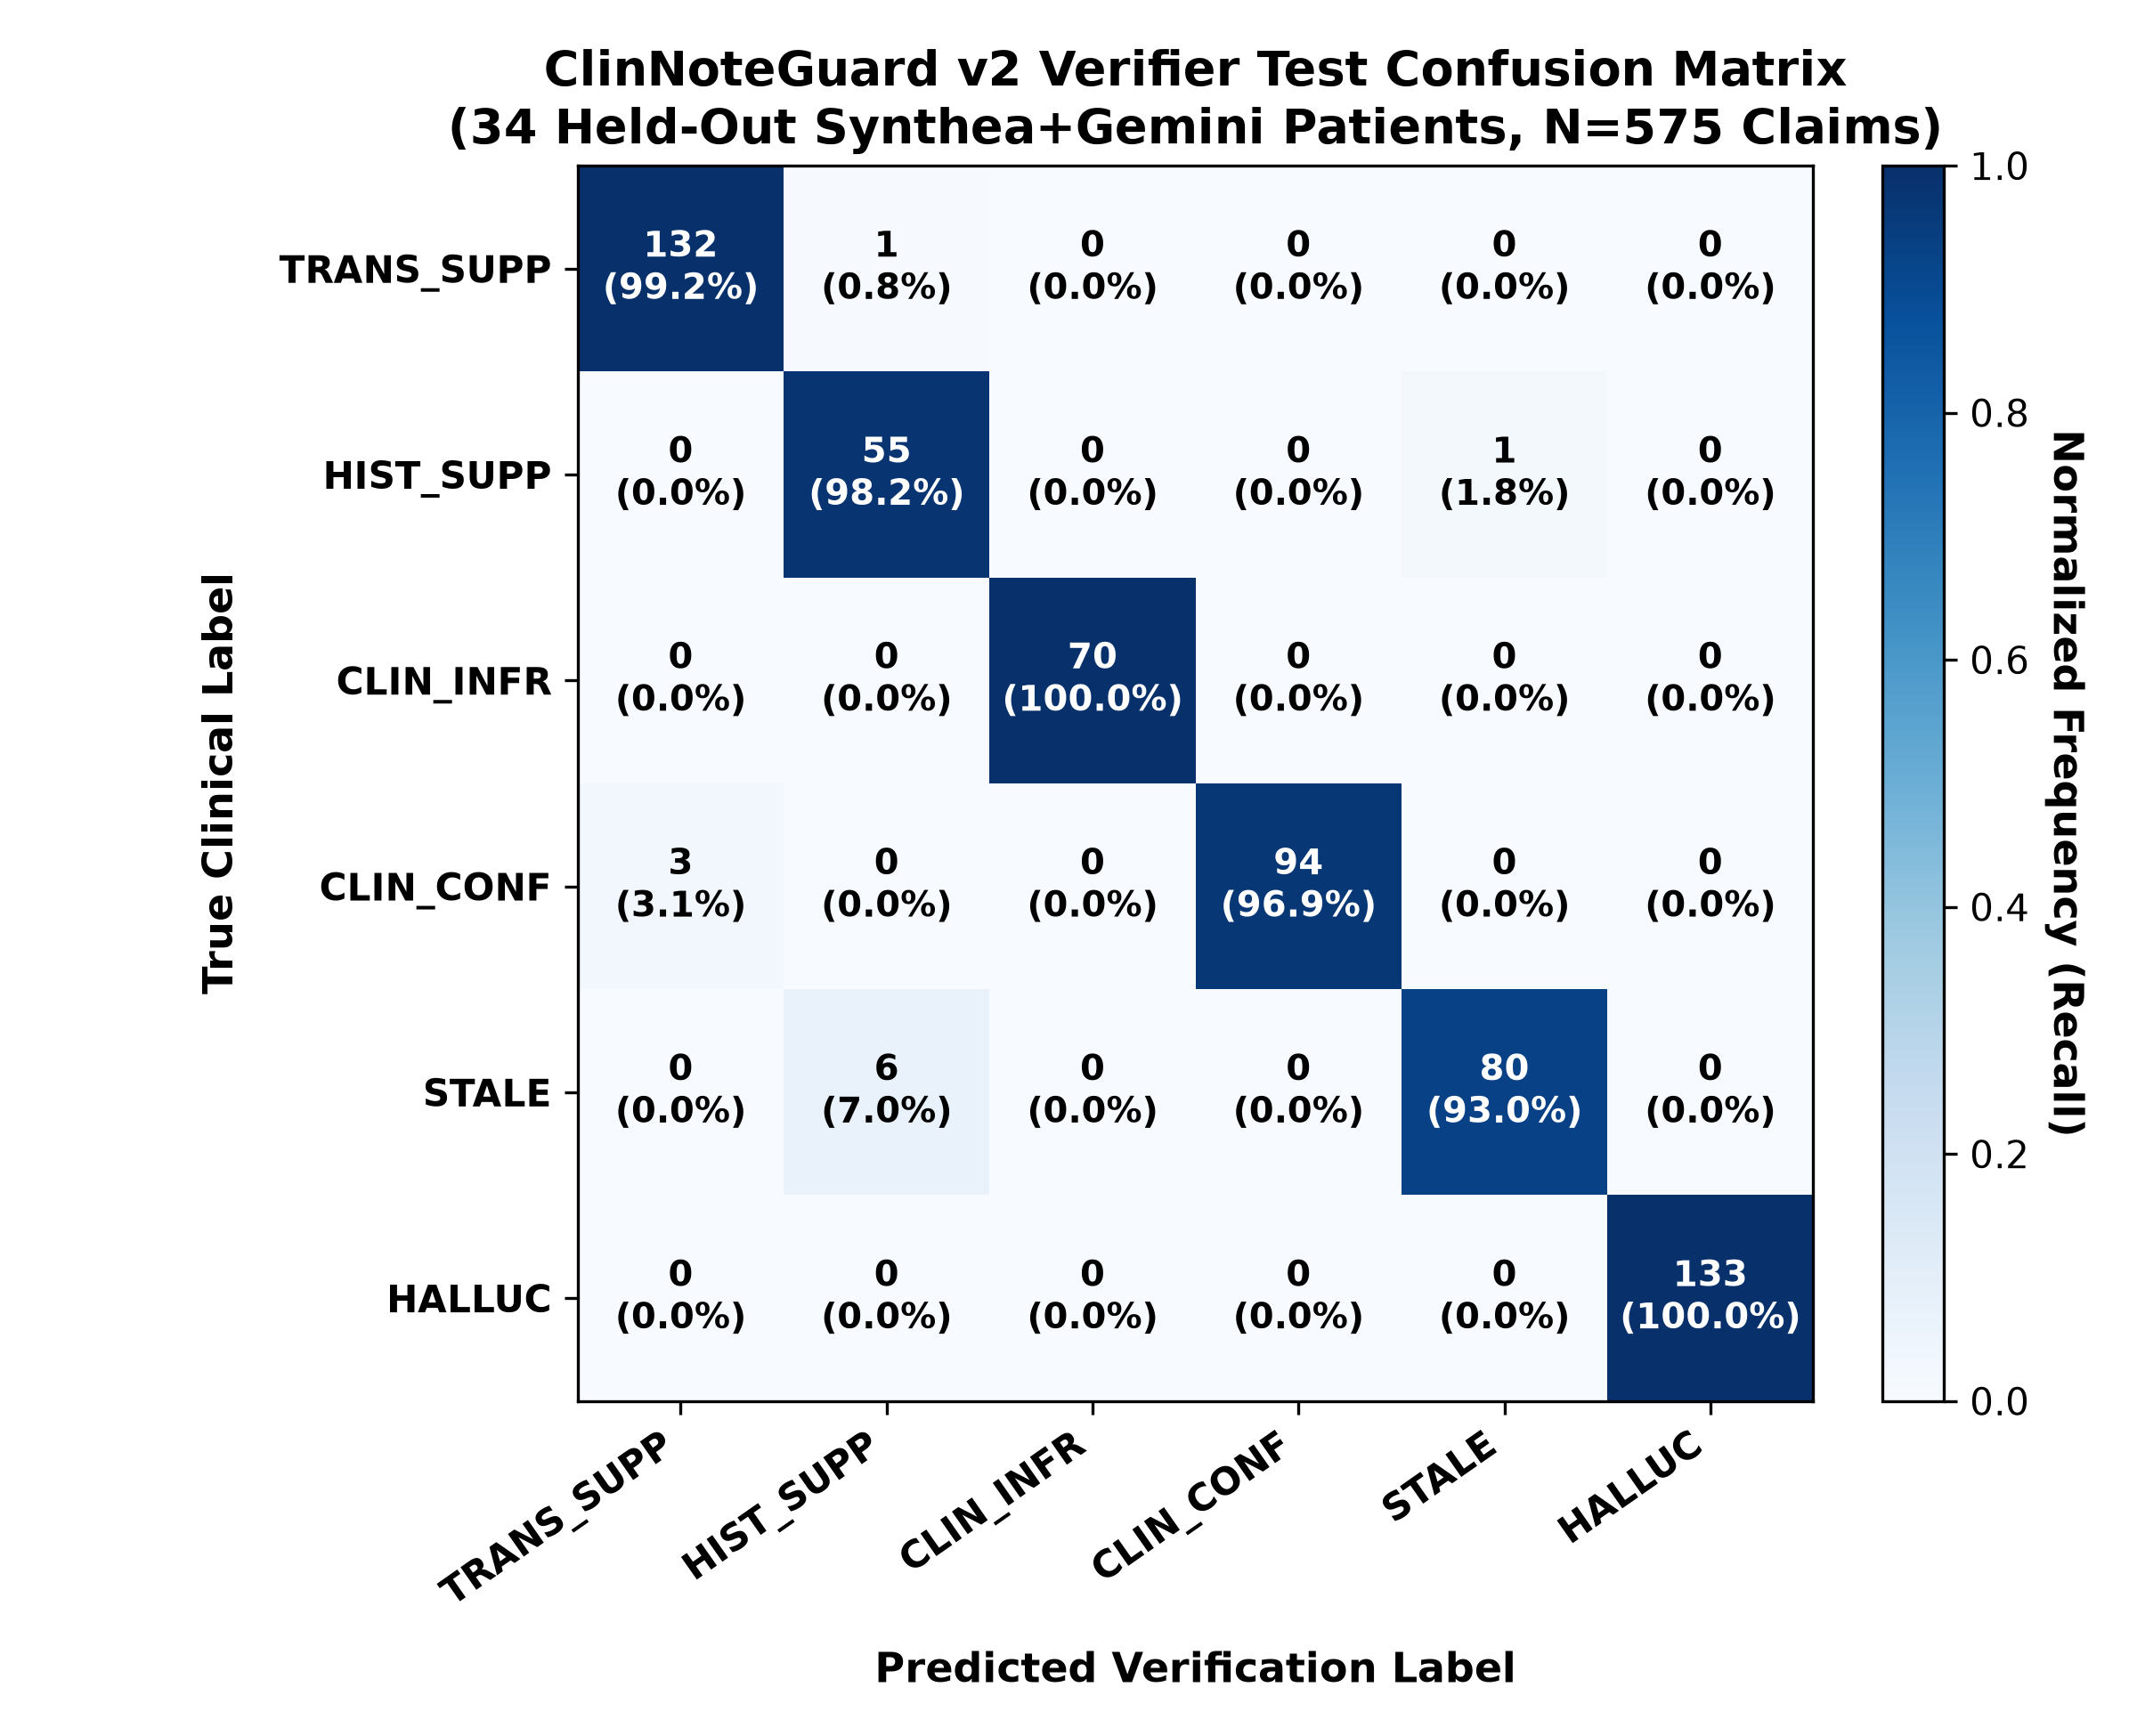 ClinNoteGuard v2 Verifier Test Confusion Matrix
(34 Held-Out Synthea+Gemini Patients, N=575 Claims)
True Clinical Label
TRANS_SUPP
132 1 0 0 0 0
(99.2%) (0.8%) (0.0%) (0.0%) (0.0%) (0.0%)
HIST_SUPP
0 55 0 0 1 0
(0.0%) (98.2%) (0.0%) (0.0%) (1.8%) (0.0%)
CLIN_INFR
0 0 70 0 0 0
(0.0%) (0.0%) (100.0%) (0.0%) (0.0%) (0.0%)
CLIN_CONF
3 0 0 94 0 0
(3.1%) (0.0%) (0.0%) (96.9%) (0.0%) (0.0%)
STALE
0 6 0 0 80 0
(0.0%) (7.0%) (0.0%) (0.0%) (93.0%) (0.0%)
HALLUC
0 0 0 0 0 133
(0.0%) (0.0%) (0.0%) (0.0%) (0.0%) (100.0%)
TRANS_SUPP
HIST_SUPP
CLIN_INFR
CLIN_CONF
STALE
HALLUC
Predicted Verification Label
1.0
0.8
0.6
0.4
0.2
0.0
Normalized Frequency (Recall)